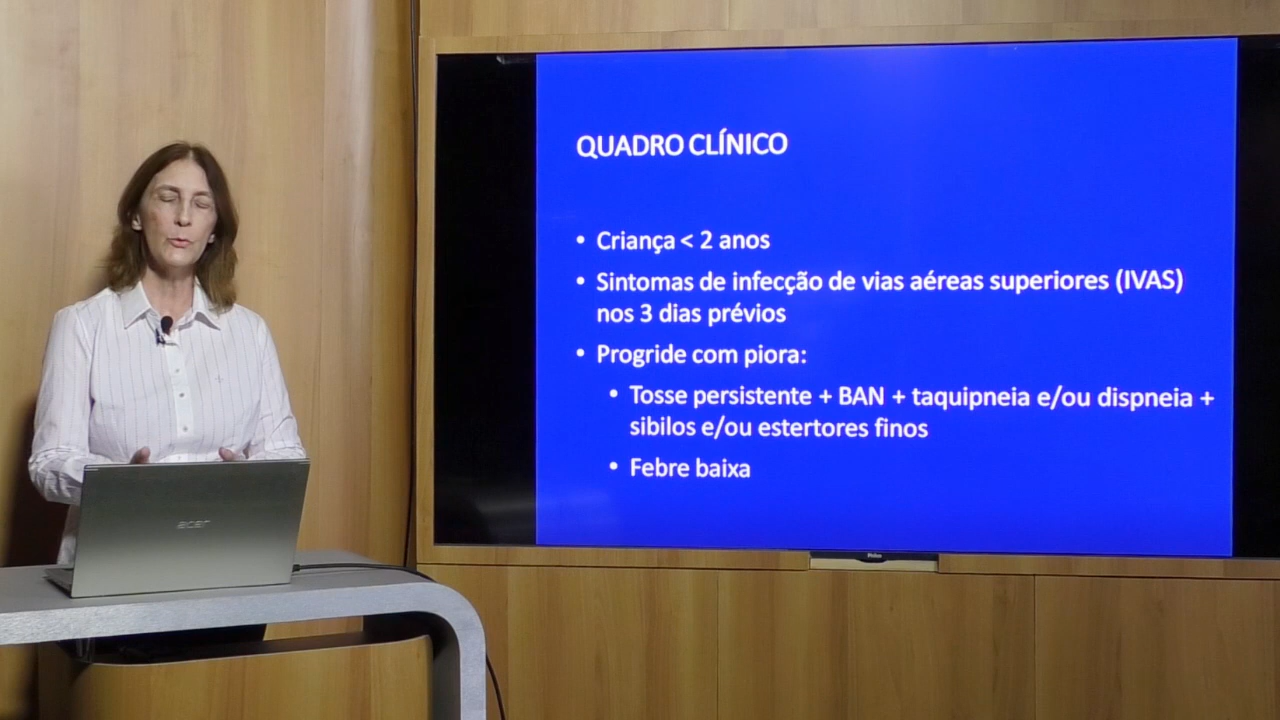 QUADRO CLÍNICO
• Criança < 2 anos
• Sintomas de infecção de vias aéreas superiores (IVAS)
nos 3 dias prévios
• Progride com piora:
• Tosse persistente + BAN + taquipneia e/ou dispneia +
sibilos e/ou estertores finos
• Febre baixa
acer
Philco